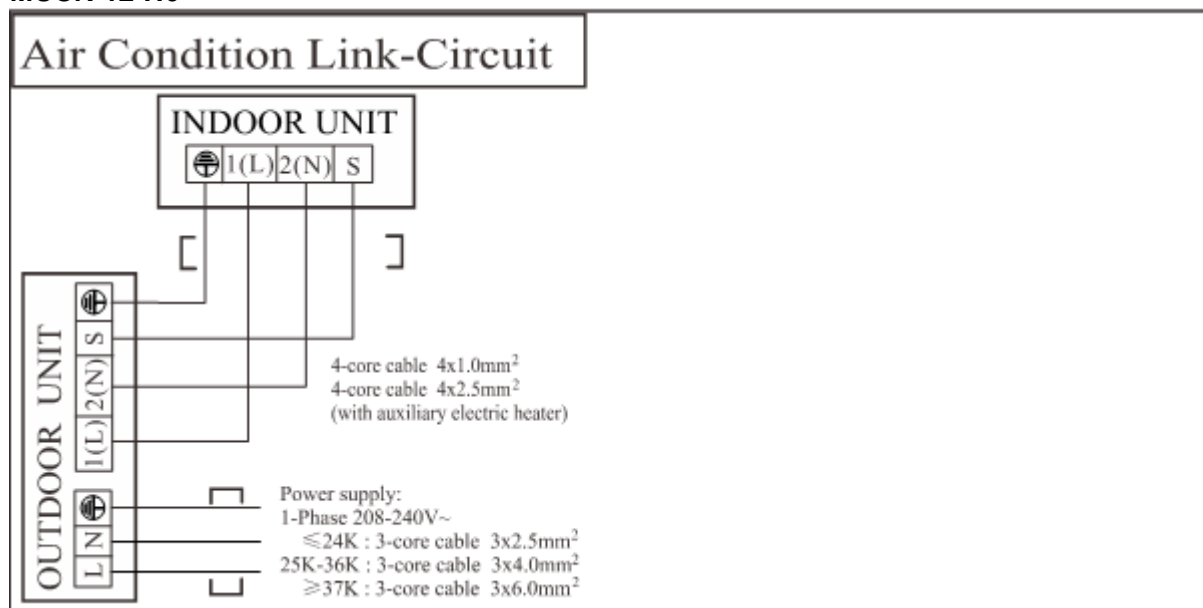 Air Condition Link-Circuit
INDOOR UNIT
1(L) 2(N) S
OUTDOOR UNIT
S
2(N)
1(L)
N
L
4-core cable 4x1.0mm²
4-core cable 4x2.5mm²
(with auxiliary electric heater)
Power supply:
1-Phase 208-240V~
≤24K : 3-core cable 3x2.5mm²
25K-36K : 3-core cable 3x4.0mm²
≥37K : 3-core cable 3x6.0mm²